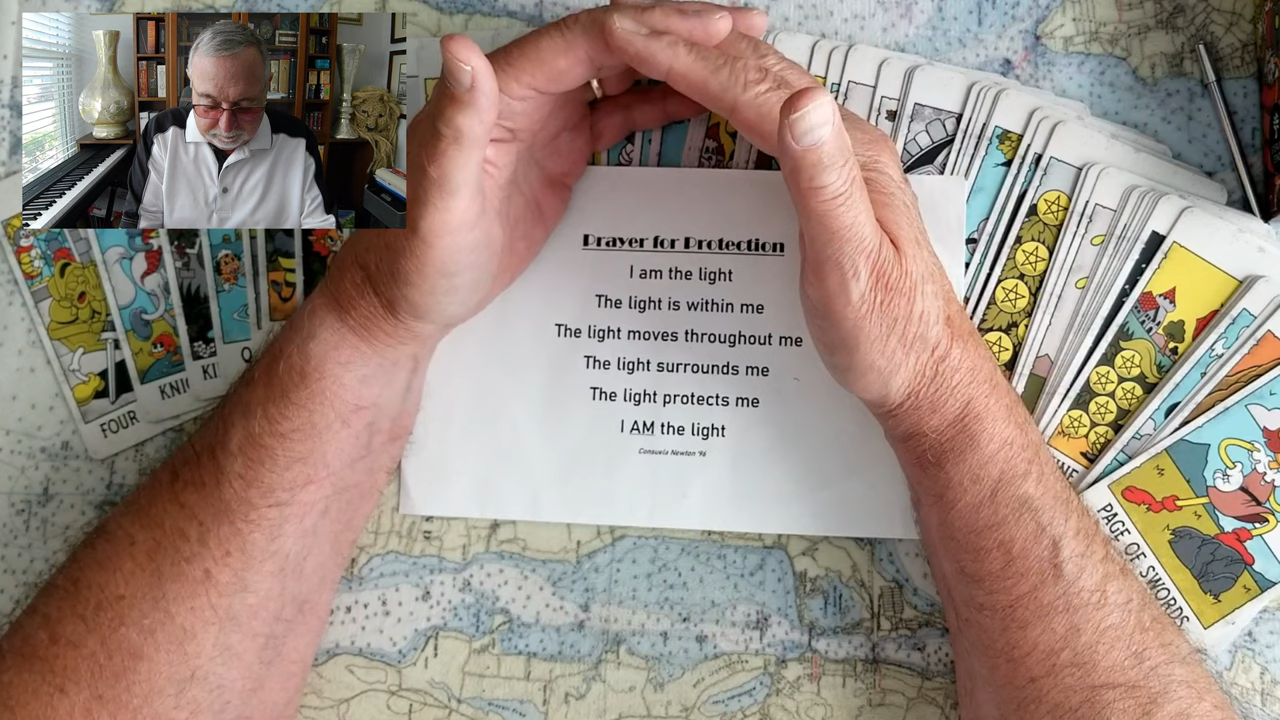 Prayer for Protection
I am the light
The light is within me
The light moves throughout me
The light surrounds me
The light protects me
I AM the light
Consuela Newton '96
FOUR
PAGE OF SWORDS